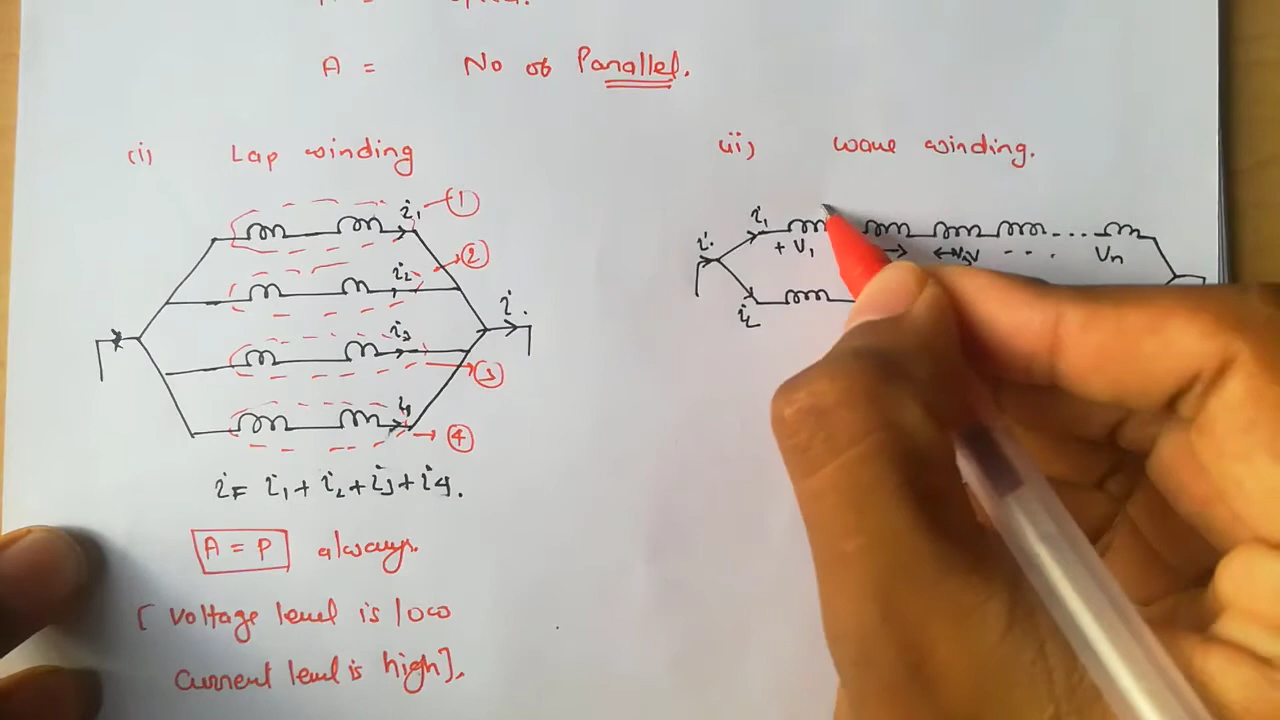 A = No of Parallel.
(i) Lap winding
i₁ 1
i₂ 2
i.
i₃ 3
i₄ 4
i = i₁ + i₂ + i₃ + i₄.
A = P always.
[ Voltage level is low
current level is high].
(ii) wave winding.
i. i₁
+ V₁ Vn
i₂